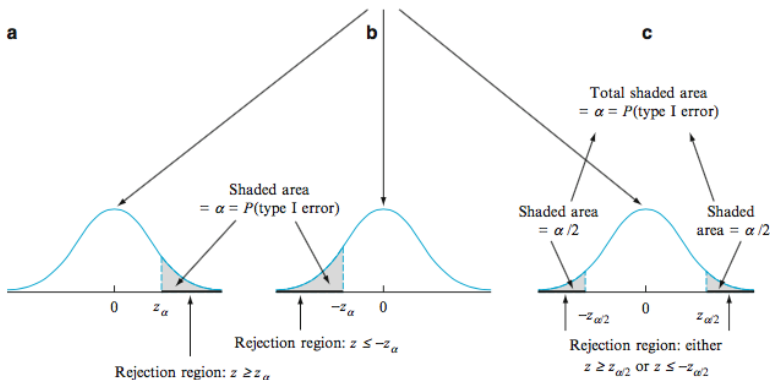 a
b
c
Total shaded area
= α = P(type I error)
Shaded area
= α = P(type I error)
Shaded area
= α/2
Shaded
area = α/2
0
z_α
−z_α
0
−z_α/2
0
z_α/2
Rejection region: z ≥ z_α
Rejection region: z ≤ −z_α
Rejection region: either
z ≥ z_α/2 or z ≤ −z_α/2